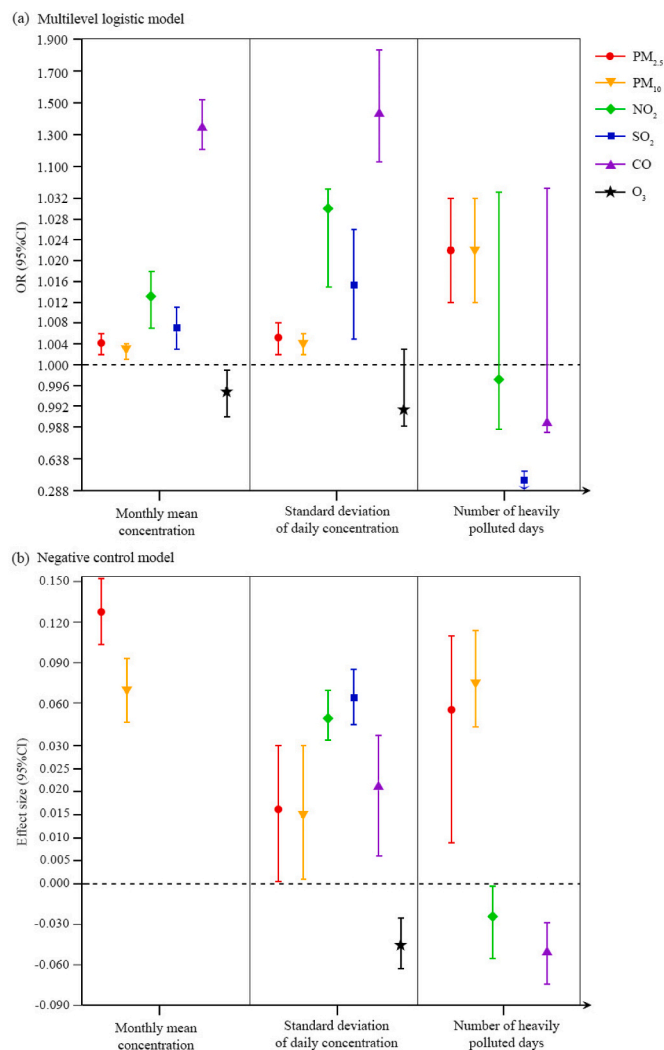 (a) Multilevel logistic model
1.900
1.700
1.500
1.300
1.100
1.032
1.028
1.024
1.020
1.016
1.012
1.008
1.004
1.000
0.996
0.992
0.988
0.638
0.288
OR (95%CI)
PM2.5
PM10
NO2
SO2
CO
O3
Monthly mean
concentration
Standard deviation
of daily concentration
Number of heavily
polluted days
(b) Negative control model
0.150
0.120
0.090
0.060
0.030
0.025
0.020
0.015
0.010
0.005
0.000
-0.030
-0.060
-0.090
Effect size (95%CI)
Monthly mean
concentration
Standard deviation
of daily concentration
Number of heavily
polluted days